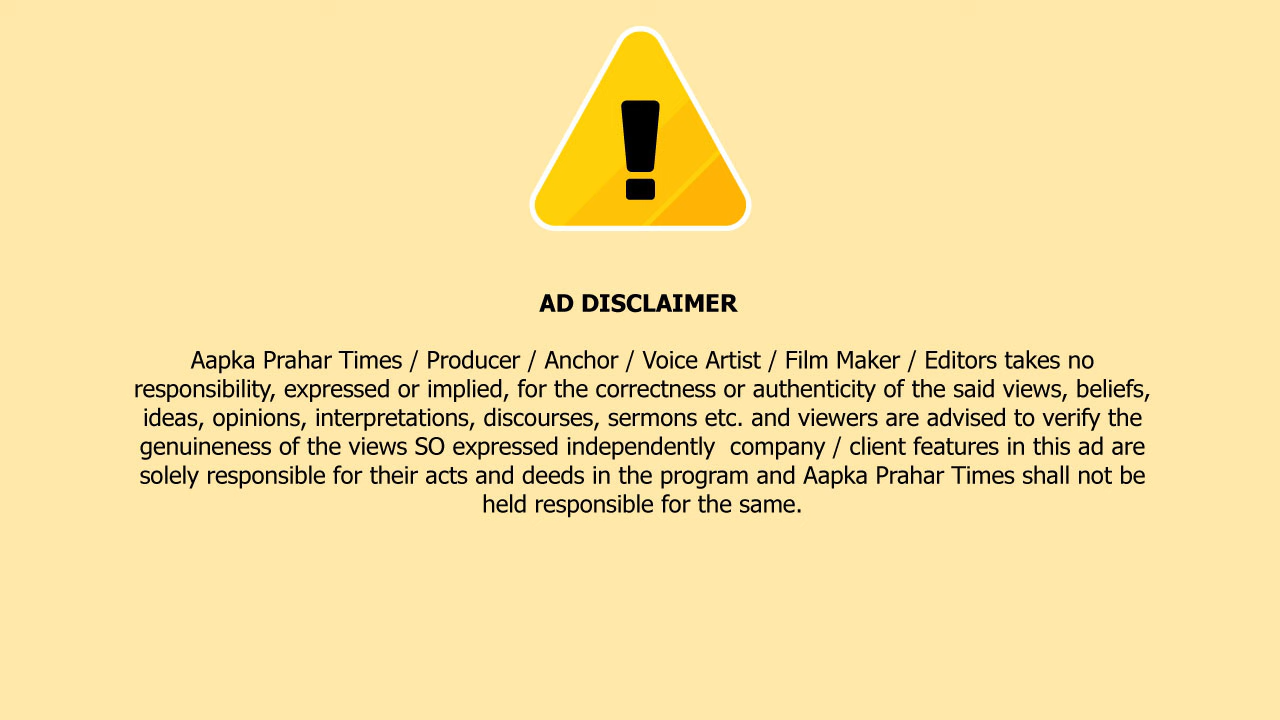 AD DISCLAIMER
Aapka Prahar Times / Producer / Anchor / Voice Artist / Film Maker / Editors takes no
responsibility, expressed or implied, for the correctness or authenticity of the said views, beliefs,
ideas, opinions, interpretations, discourses, sermons etc. and viewers are advised to verify the
genuineness of the views SO expressed independently  company / client features in this ad are
solely responsible for their acts and deeds in the program and Aapka Prahar Times shall not be
held responsible for the same.